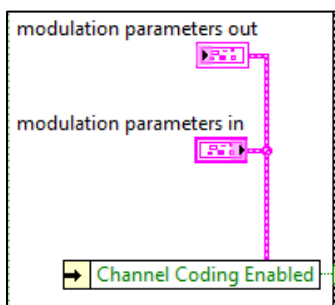 modulation parameters out
modulation parameters in
Channel Coding Enabled